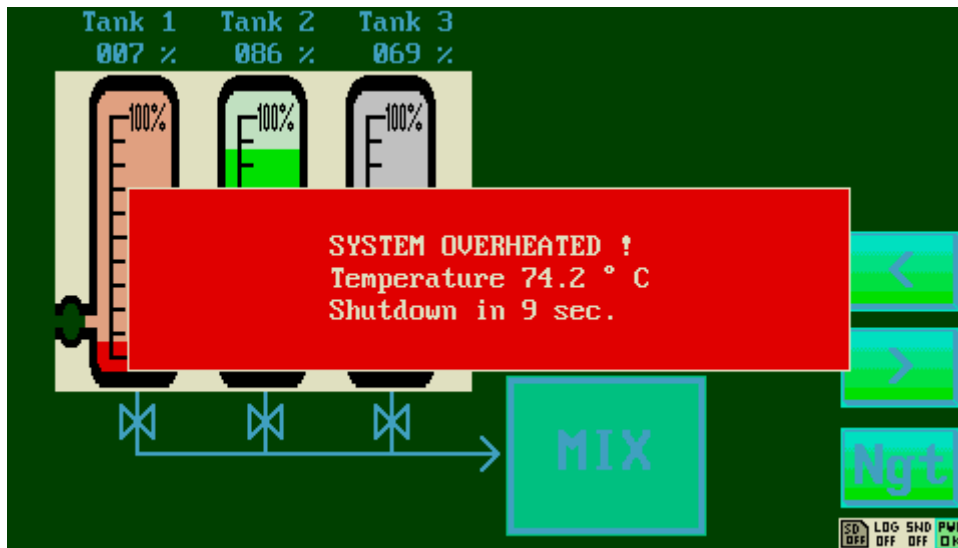 Tank 1 Tank 2 Tank 3
007 % 086 % 069 %
100% 100% 100%
SYSTEM OVERHEATED !
Temperature 74.2 ° C
Shutdown in 9 sec.
<
>
MIX
Ngt
SD LOG SND
OFF OFF OFF OK